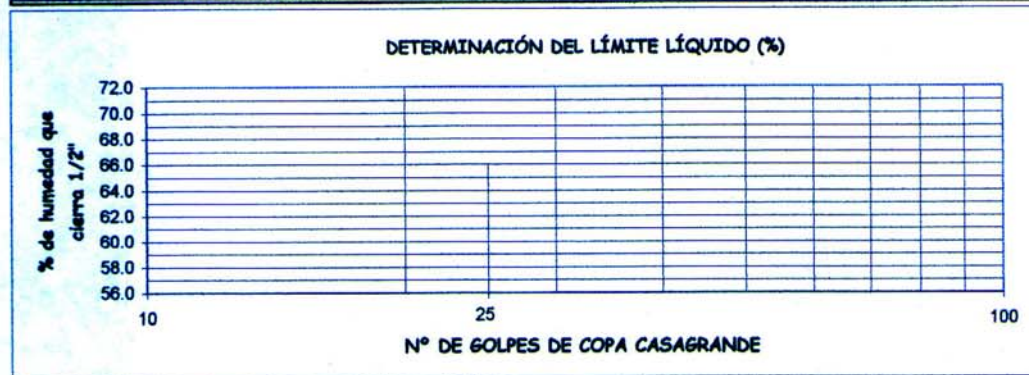 DETERMINACIÓN DEL LÍMITE LÍQUIDO (%)
% de humedad que
cierra 1/2"
72.0
70.0
68.0
66.0
64.0
62.0
60.0
58.0
56.0
10 25 100
Nº DE GOLPES DE COPA CASAGRANDE